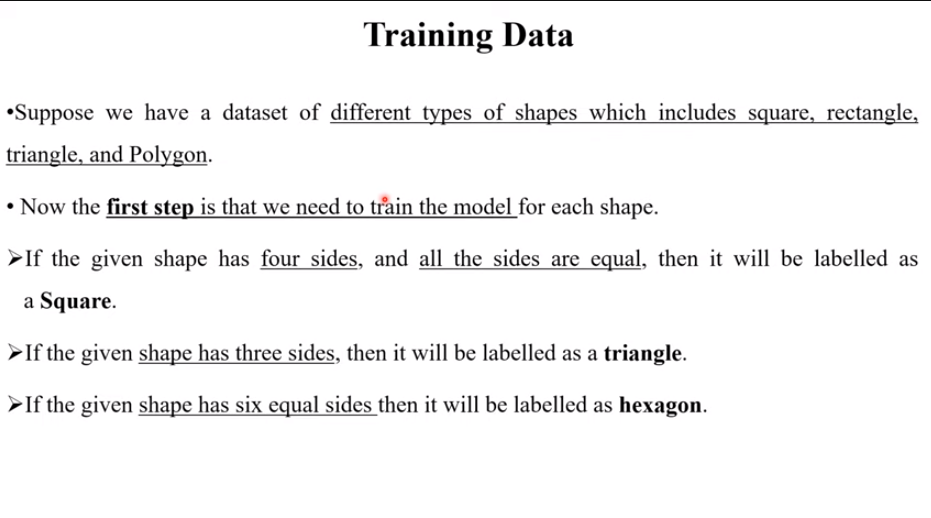 Training Data
•Suppose we have a dataset of different types of shapes which includes square, rectangle,
triangle, and Polygon.
• Now the first step is that we need to train the model for each shape.
➢If the given shape has four sides, and all the sides are equal, then it will be labelled as
a Square.
➢If the given shape has three sides, then it will be labelled as a triangle.
➢If the given shape has six equal sides then it will be labelled as hexagon.